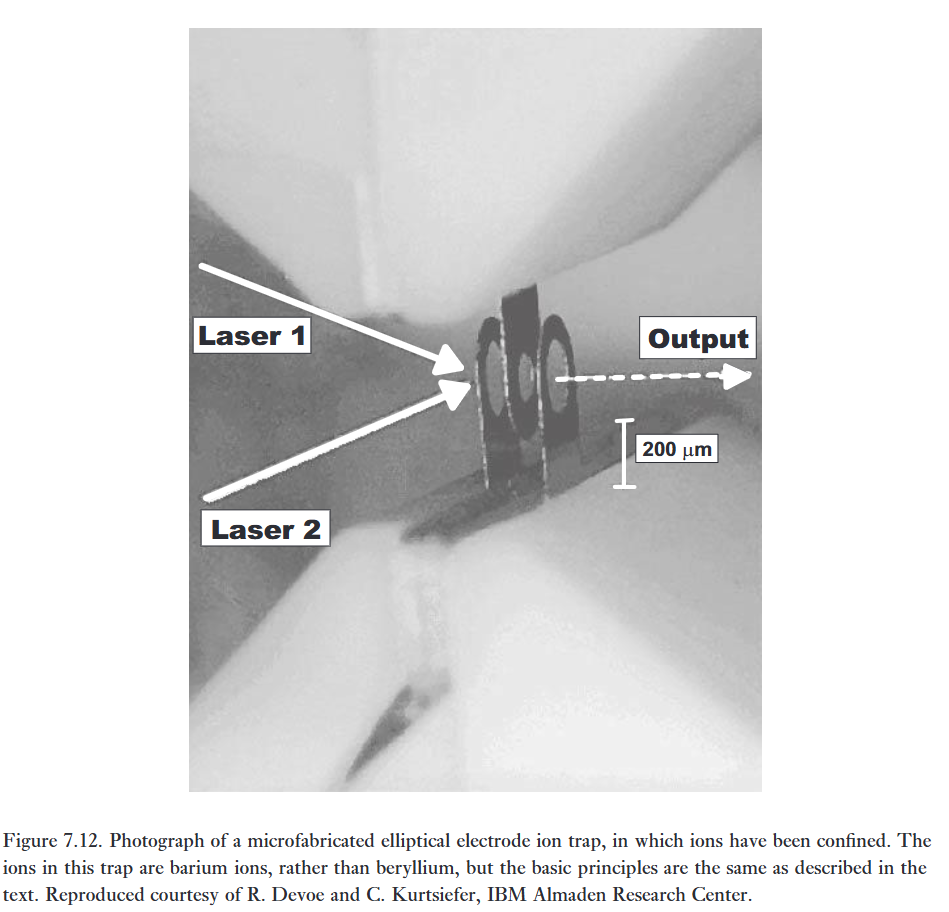 Laser 1
Output
200 μm
Laser 2
Figure 7.12. Photograph of a microfabricated elliptical electrode ion trap, in which ions have been confined. The
ions in this trap are barium ions, rather than beryllium, but the basic principles are the same as described in the
text. Reproduced courtesy of R. Devoe and C. Kurtsiefer, IBM Almaden Research Center.